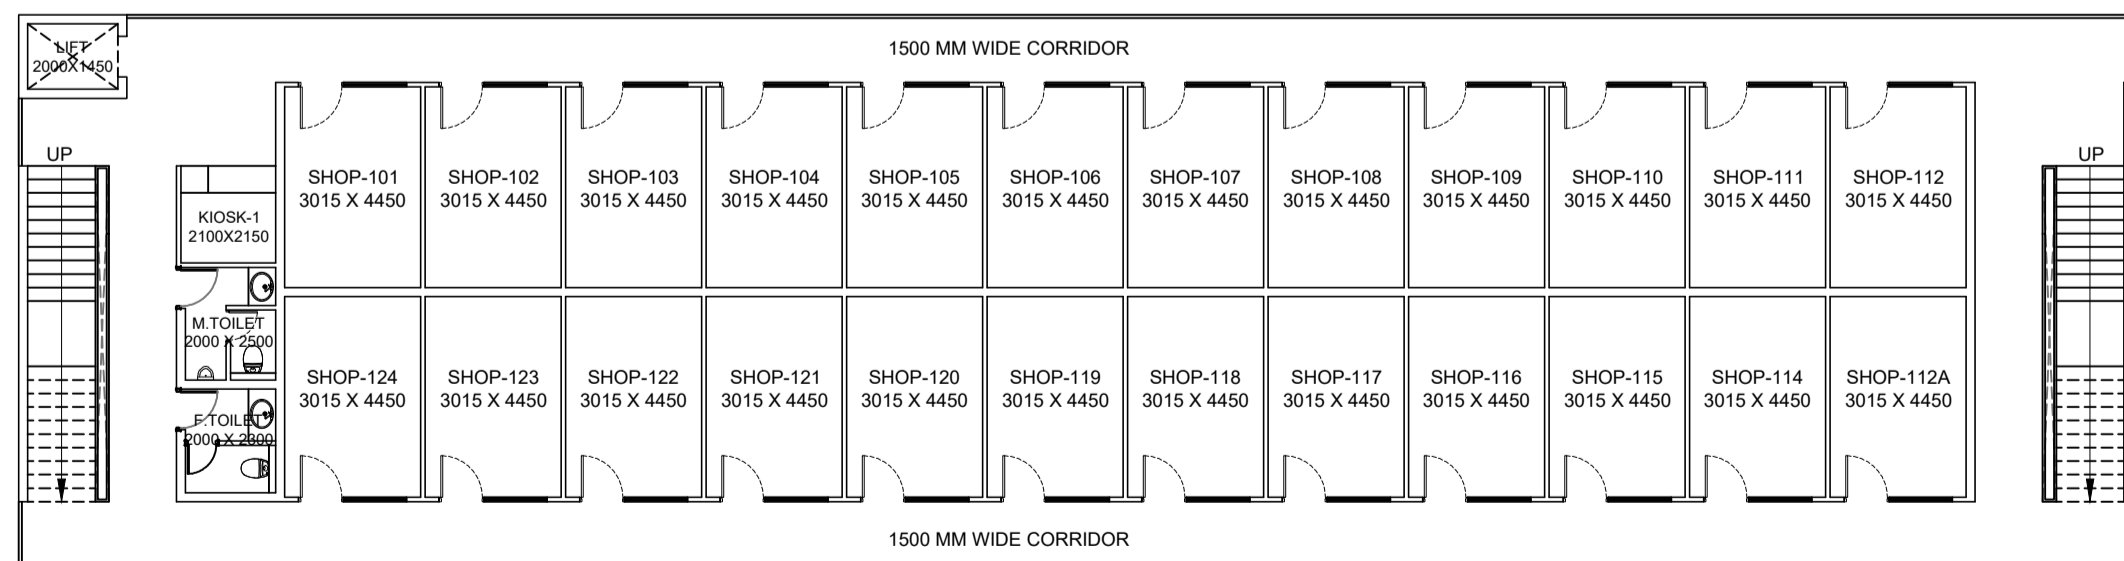 LIFT
2000X1450
1500 MM WIDE CORRIDOR
UP
UP
SHOP-101
3015 X 4450
SHOP-102
3015 X 4450
SHOP-103
3015 X 4450
SHOP-104
3015 X 4450
SHOP-105
3015 X 4450
SHOP-106
3015 X 4450
SHOP-107
3015 X 4450
SHOP-108
3015 X 4450
SHOP-109
3015 X 4450
SHOP-110
3015 X 4450
SHOP-111
3015 X 4450
SHOP-112
3015 X 4450
KIOSK-1
2100X2150
M.TOILET
2000 X 2500
SHOP-124
3015 X 4450
SHOP-123
3015 X 4450
SHOP-122
3015 X 4450
SHOP-121
3015 X 4450
SHOP-120
3015 X 4450
SHOP-119
3015 X 4450
SHOP-118
3015 X 4450
SHOP-117
3015 X 4450
SHOP-116
3015 X 4450
SHOP-115
3015 X 4450
SHOP-114
3015 X 4450
SHOP-112A
3015 X 4450
F.TOILET
2000 X 2300
1500 MM WIDE CORRIDOR